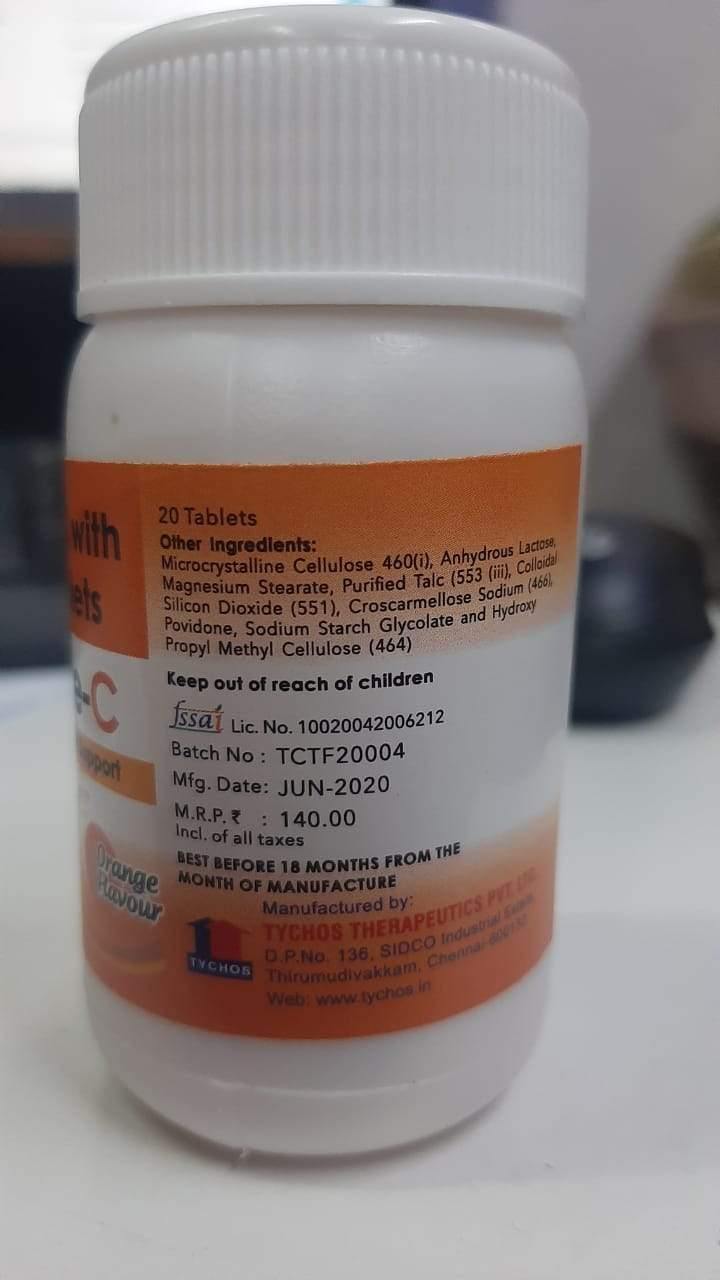 with
20 Tablets
Other Ingredients:
Microcrystalline Cellulose 460(i), Anhydrous Lactose,
Magnesium Stearate, Purified Talc (553 (iii), Colloidal
Silicon Dioxide (551), Croscarmellose Sodium (466),
Povidone, Sodium Starch Glycolate and Hydroxy
Propyl Methyl Cellulose (464)
Keep out of reach of children
-C
fssai Lic. No. 10020042006212
Batch No : TCTF20004
Mfg. Date: JUN-2020
M.R.P. ₹ : 140.00
Incl. of all taxes
BEST BEFORE 18 MONTHS FROM THE
MONTH OF MANUFACTURE
Orange
Flavour
Manufactured by:
TYCHOS THERAPEUTICS PVT. LTD.
D.P.No. 136, SIDCO Industrial Estate,
Thirumudivakkam, Chennai-
Web: www.tychos.in
TYCHOS